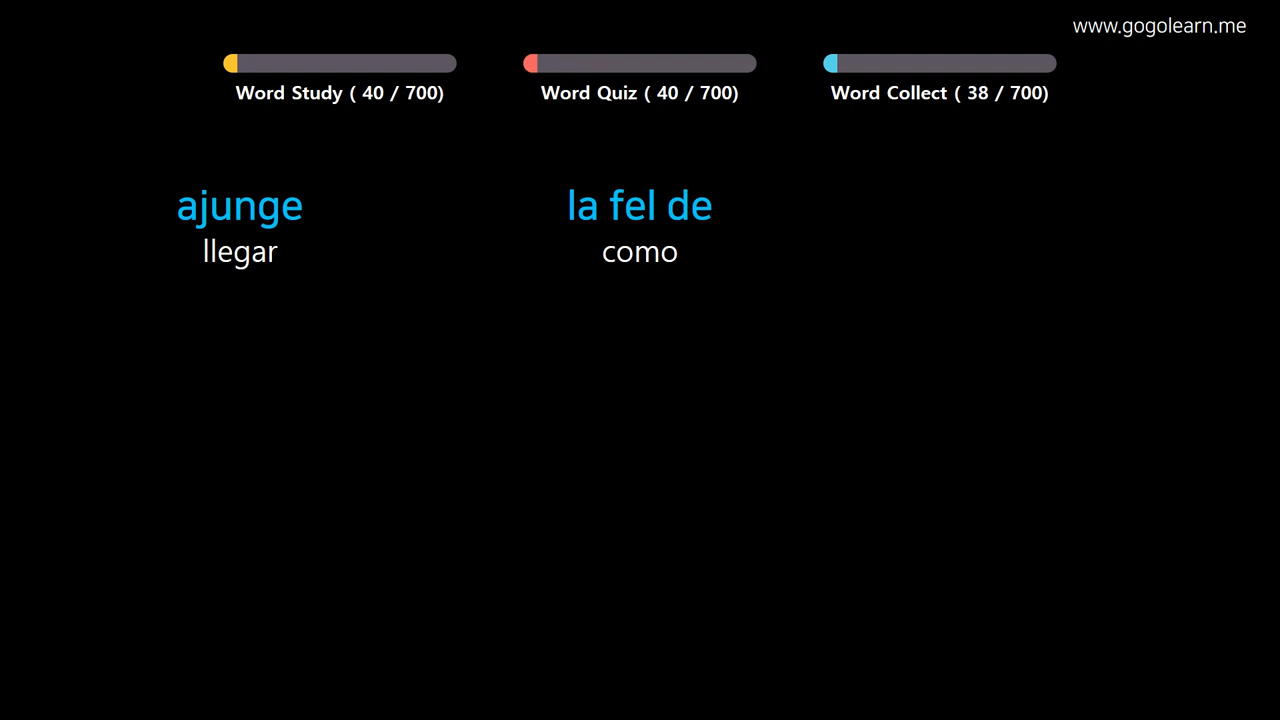 www.gogolearn.me
Word Study ( 40 / 700)
Word Quiz ( 40 / 700)
Word Collect ( 38 / 700)
ajunge
llegar
la fel de
como